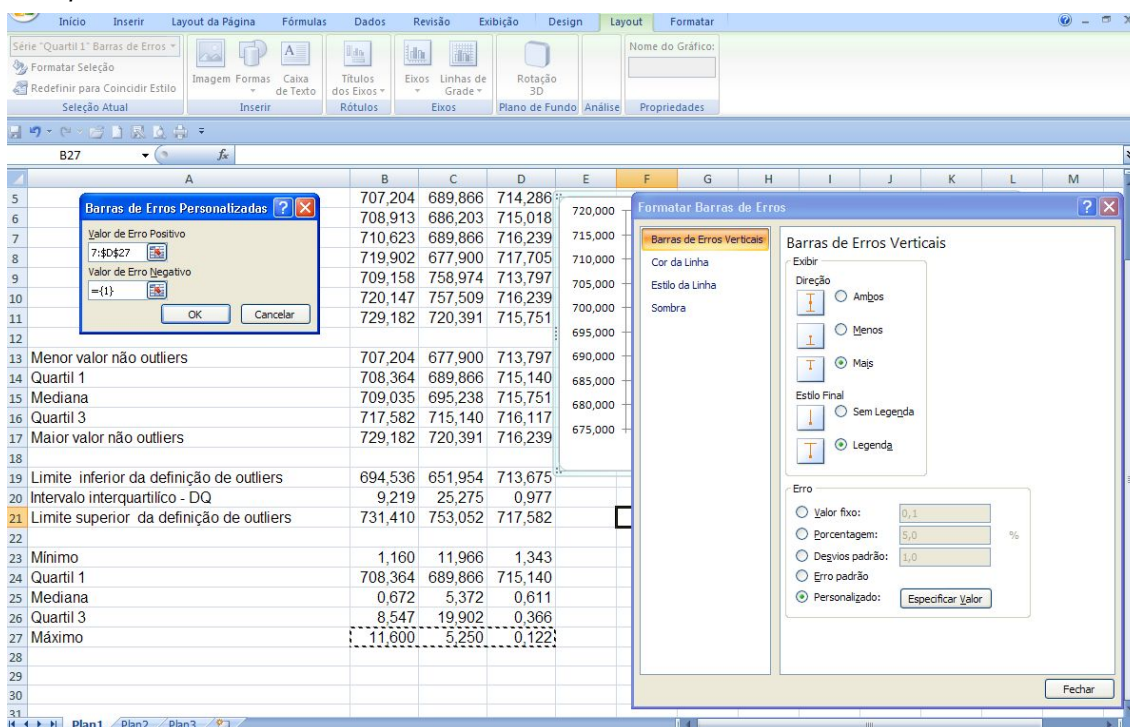 Início Inserir Layout da Página Fórmulas Dados Revisão Exibição Design Layout Formatar
Série "Quartil 1" Barras de Erros
Formatar Seleção
Redefinir para Coincidir Estilo
Seleção Atual
Imagem Formas Caixa de Texto
Inserir
Títulos dos Eixos
Rótulos
Eixos Linhas de Grade
Eixos
Rotação 3D
Plano de Fundo
Análise
Nome do Gráfico:
Propriedades
B27 fx
A B C D E F G H I J K L M
5 707,204 689,866 714,286
6 708,913 686,203 715,018
7 710,623 689,866 716,239
8 719,902 677,900 717,705
9 709,158 758,974 713,797
10 720,147 757,509 716,239
11 729,182 720,391 715,751
12
13 Menor valor não outliers 707,204 677,900 713,797
14 Quartil 1 708,364 689,866 715,140
15 Mediana 709,035 695,238 715,751
16 Quartil 3 717,582 715,140 716,117
17 Maior valor não outliers 729,182 720,391 716,239
18
19 Limite inferior da definição de outliers 694,536 651,954 713,675
20 Intervalo interquartilíco - DQ 9,219 25,275 0,977
21 Limite superior da definição de outliers 731,410 753,052 717,582
22
23 Mínimo 1,160 11,966 1,343
24 Quartil 1 708,364 689,866 715,140
25 Mediana 0,672 5,372 0,611
26 Quartil 3 8,547 19,902 0,366
27 Máximo 11,600 5,250 0,122
28
29
30
31
Plan1 Plan2 Plan3
Barras de Erros Personalizadas
Valor de Erro Positivo
7:$D$27
Valor de Erro Negativo
={1}
OK Cancelar
720,000
715,000
710,000
705,000
700,000
695,000
690,000
685,000
680,000
675,000
Formatar Barras de Erros
Barras de Erros Verticais
Cor da Linha
Estilo da Linha
Sombra
Barras de Erros Verticais
Exibir
Direção
Ambos
Menos
Mais
Estilo Final
Sem Legenda
Legenda
Erro
Valor fixo: 0,1
Porcentagem: 5,0 %
Desvios padrão: 1,0
Erro padrão
Personalizado: Especificar Valor
Fechar